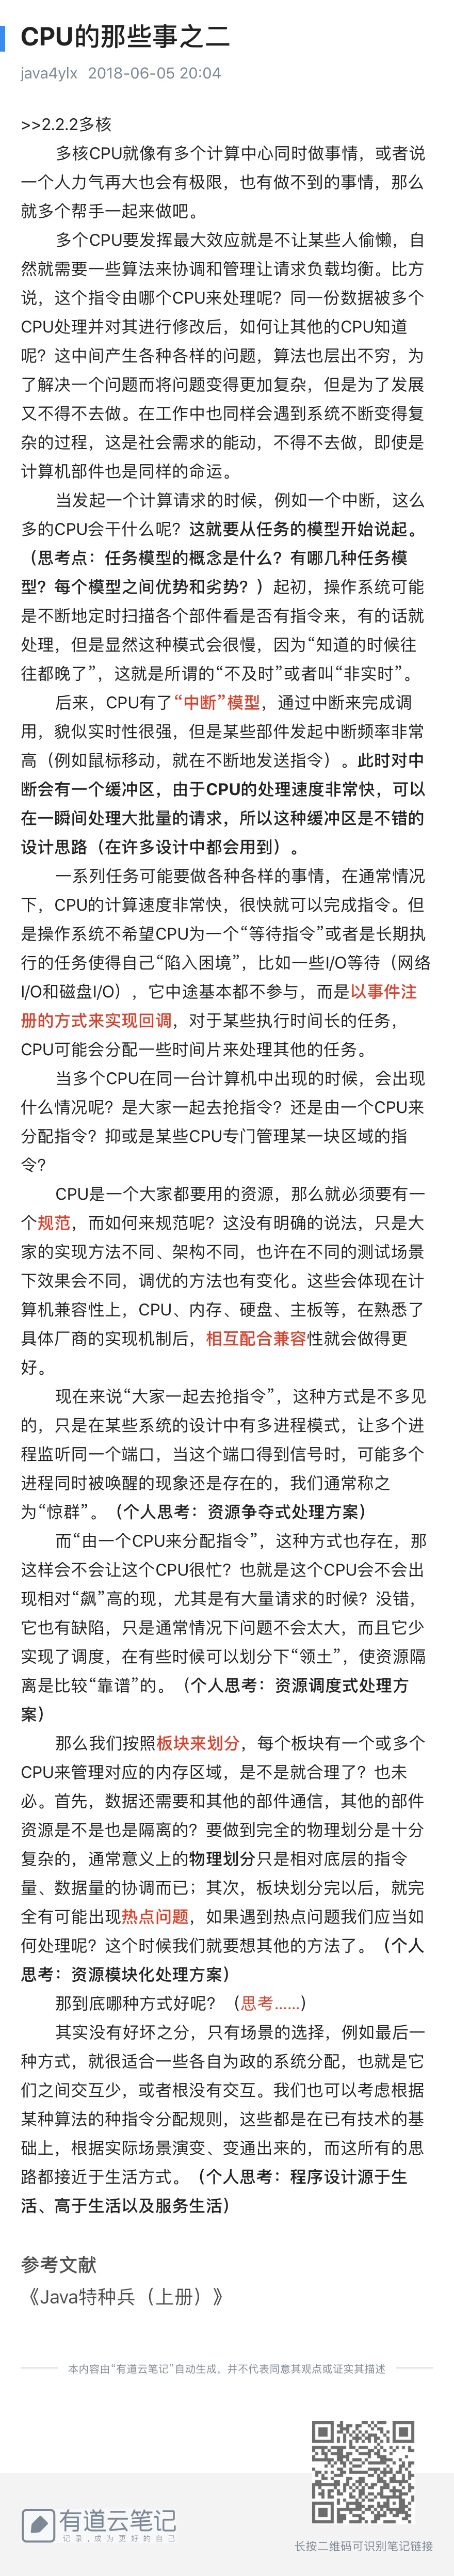 CPU的那些事之二
java4ylx 2018-06-05 20:04
>>2.2.2多核
多核CPU就像有多个计算中心同时做事情，或者说
一个人力气再大也会有极限，也有做不到的事情，那么
就多个帮手一起来做吧。
多个CPU要发挥最大效应就是不让某些人偷懒，自
然就需要一些算法来协调和管理让请求负载均衡。比方
说，这个指令由哪个CPU来处理呢？同一份数据被多个
CPU处理并对其进行修改后，如何让其他的CPU知道
呢？这中间产生各种各样的问题，算法也层出不穷，为
了解决一个问题而将问题变得更加复杂，但是为了发展
又不得不去做。在工作中也同样会遇到系统不断变得复
杂的过程，这是社会需求的能动，不得不去做，即使是
计算机部件也是同样的命运。
当发起一个计算请求的时候，例如一个中断，这么
多的CPU会干什么呢？这就要从任务的模型开始说起。
（思考点：任务模型的概念是什么？有哪几种任务模
型？每个模型之间优势和劣势？）起初，操作系统可能
是不断地定时扫描各个部件看是否有指令来，有的话就
处理，但是显然这种模式会很慢，因为“知道的时候往
往都晚了”，这就是所谓的“不及时”或者叫“非实时”。
后来，CPU有了“中断”模型，通过中断来完成调
用，貌似实时性很强，但是某些部件发起中断频率非常
高（例如鼠标移动，就在不断地发送指令）。此时对中
断会有一个缓冲区，由于CPU的处理速度非常快，可以
在一瞬间处理大批量的请求，所以这种缓冲区是不错的
设计思路（在许多设计中都会用到）。
一系列任务可能要做各种各样的事情，在通常情况
下，CPU的计算速度非常快，很快就可以完成指令。但
是操作系统不希望CPU为一个“等待指令”或者是长期执
行的任务使得自己“陷入困境”，比如一些I/O等待（网络
I/O和磁盘I/O），它中途基本都不参与，而是以事件注
册的方式来实现回调，对于某些执行时间长的任务，
CPU可能会分配一些时间片来处理其他的任务。
当多个CPU在同一台计算机中出现的时候，会出现
什么情况呢？是大家一起去抢指令？还是由一个CPU来
分配指令？抑或是某些CPU专门管理某一块区域的指
令？
CPU是一个大家都要用的资源，那么就必须要有一
个规范，而如何来规范呢？这没有明确的说法，只是大
家的实现方法不同、架构不同，也许在不同的测试场景
下效果会不同，调优的方法也有变化。这些会体现在计
算机兼容性上，CPU、内存、硬盘、主板等，在熟悉了
具体厂商的实现机制后，相互配合兼容性就会做得更
好。
现在来说“大家一起去抢指令”，这种方式是不多见
的，只是在某些系统的设计中有多进程模式，让多个进
程监听同一个端口，当这个端口得到信号时，可能多个
进程同时被唤醒的现象还是存在的，我们通常称之
为“惊群”。（个人思考：资源争夺式处理方案）
而“由一个CPU来分配指令”，这种方式也存在，那
这样会不会让这个CPU很忙？也就是这个CPU会不会出
现相对“飙”高的现，尤其是有大量请求的时候？没错，
它也有缺陷，只是通常情况下问题不会太大，而且它少
实现了调度，在有些时候可以划分下“领土”，使资源隔
离是比较“靠谱”的。（个人思考：资源调度式处理方
案）
那么我们按照板块来划分，每个板块有一个或多个
CPU来管理对应的内存区域，是不是就合理了？也未
必。首先，数据还需要和其他的部件通信，其他的部件
资源是不是也是隔离的？要做到完全的物理划分是十分
复杂的，通常意义上的物理划分只是相对底层的指令
量、数据量的协调而已；其次，板块划分完以后，就完
全有可能出现热点问题，如果遇到热点问题我们应当如
何处理呢？这个时候我们就要想其他的方法了。（个人
思考：资源模块化处理方案）
那到底哪种方式好呢？（思考……）
其实没有好坏之分，只有场景的选择，例如最后一
种方式，就很适合一些各自为政的系统分配，也就是它
们之间交互少，或者根没有交互。我们也可以考虑根据
某种算法的种指令分配规则，这些都是在已有技术的基
础上，根据实际场景演变、变通出来的，而这所有的思
路都接近于生活方式。（个人思考：程序设计源于生
活、高于生活以及服务生活）
参考文献
《Java特种兵（上册）》
本内容由“有道云笔记”自动生成，并不代表同意其观点或证实其描述
有道云笔记
记录，成为更好的自己
长按二维码可识别笔记链接